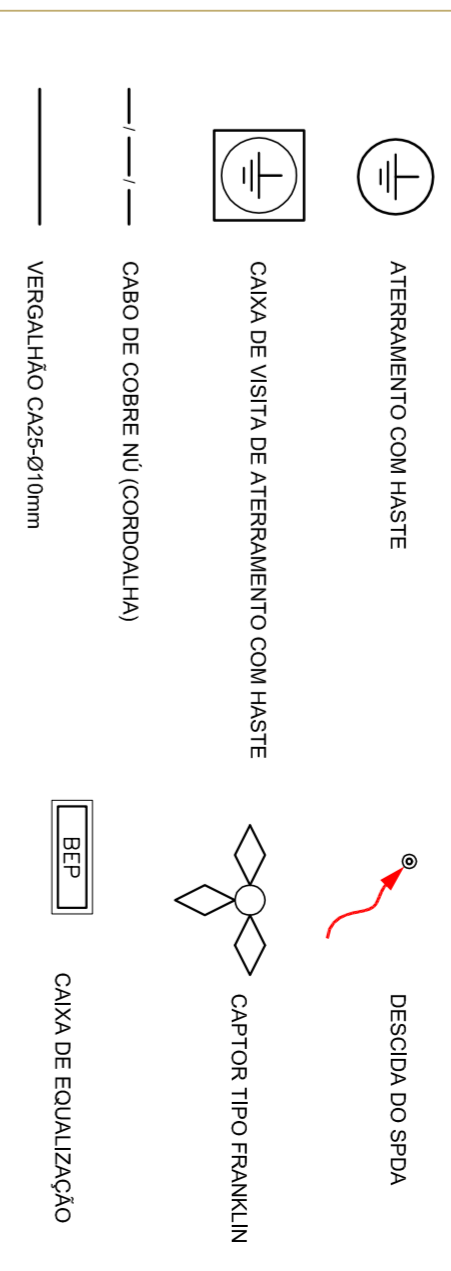 ATERRAMENTO COM HASTE
CAIXA DE VISITA DE ATERRAMENTO COM HASTE
CABO DE COBRE NÚ (CORDOALHA)
VERGALHÃO CA25-Ø10mm
DESCIDA DO SPDA
CAPTOR TIPO FRANKLIN
BEP
CAIXA DE EQUALIZAÇÃO